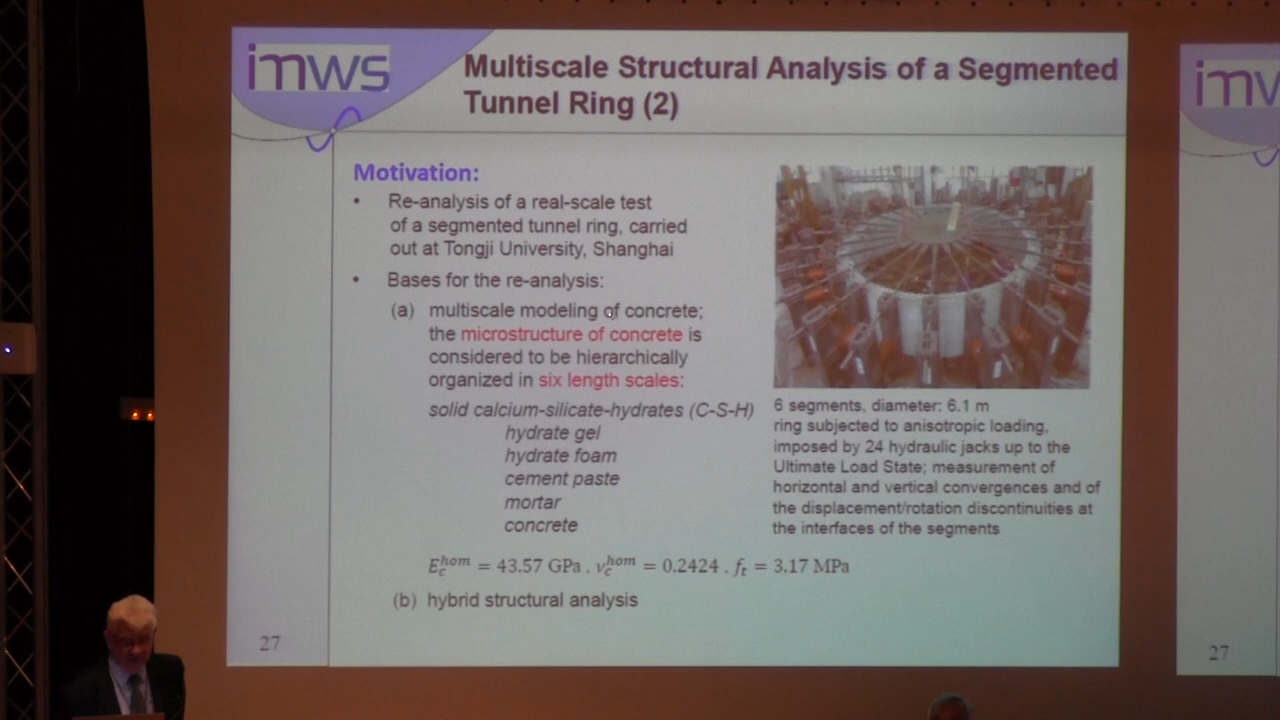 imws
Multiscale Structural Analysis of a Segmented
Tunnel Ring (2)
Motivation:
• Re-analysis of a real-scale test
of a segmented tunnel ring, carried
out at Tongji University, Shanghai
• Bases for the re-analysis:
(a) multiscale modeling of concrete;
the microstructure of concrete is
considered to be hierarchically
organized in six length scales:
solid calcium-silicate-hydrates (C-S-H)
hydrate gel
hydrate foam
cement paste
mortar
concrete
E_c^hom = 43.57 GPa . ν_c^hom = 0.2424 . f_t = 3.17 MPa
(b) hybrid structural analysis
6 segments, diameter: 6.1 m
ring subjected to anisotropic loading,
imposed by 24 hydraulic jacks up to the
Ultimate Load State; measurement of
horizontal and vertical convergences and of
the displacement/rotation discontinuities at
the interfaces of the segments
27
imw
27